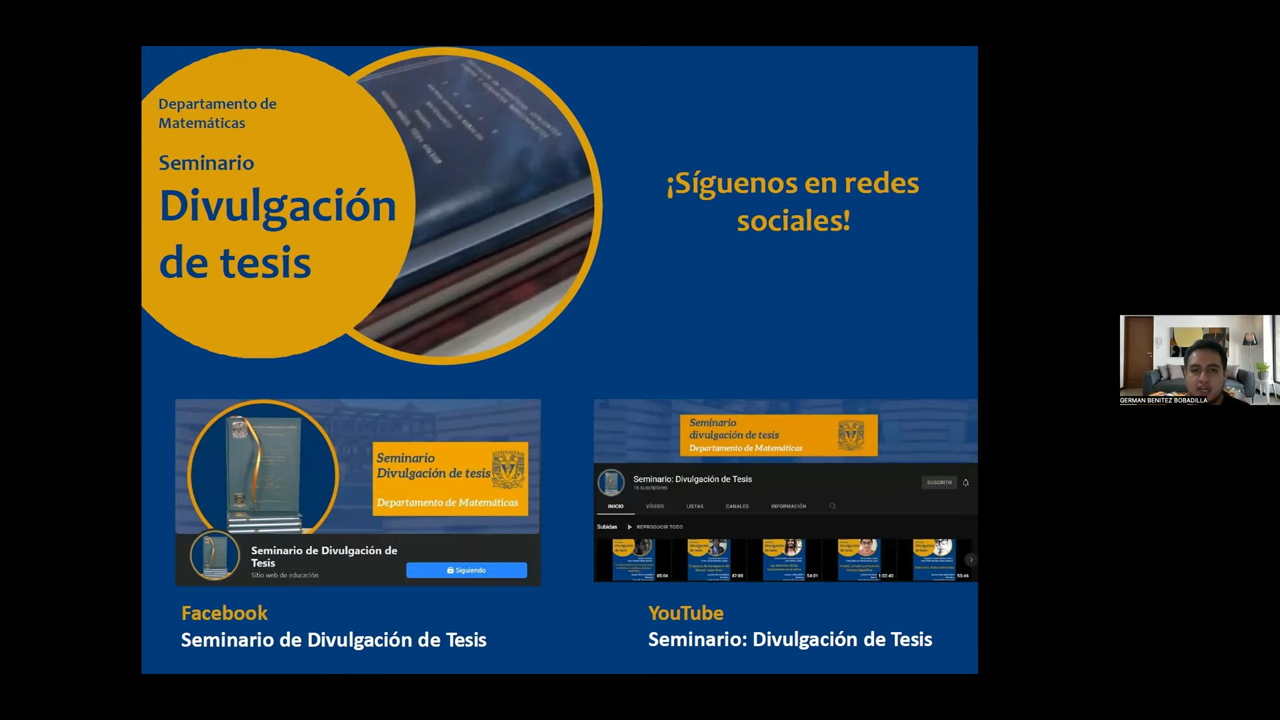 Departamento de
Matemáticas
Seminario
Divulgación
de tesis
¡Síguenos en redes
sociales!
Seminario
Divulgación de tesis
Departamento de Matemáticas
Seminario de Divulgación de
Tesis
Sitio web de educación
Siguiendo
Facebook
Seminario de Divulgación de Tesis
Seminario
divulgación de tesis
Departamento de Matemáticas
Seminario: Divulgación de Tesis
SUSCRITO
INICIO VÍDEOS LISTAS CANALES INFORMACIÓN
Subidas REPRODUCIR TODO
YouTube
Seminario: Divulgación de Tesis
GERMAN BENITEZ BOBADILLA